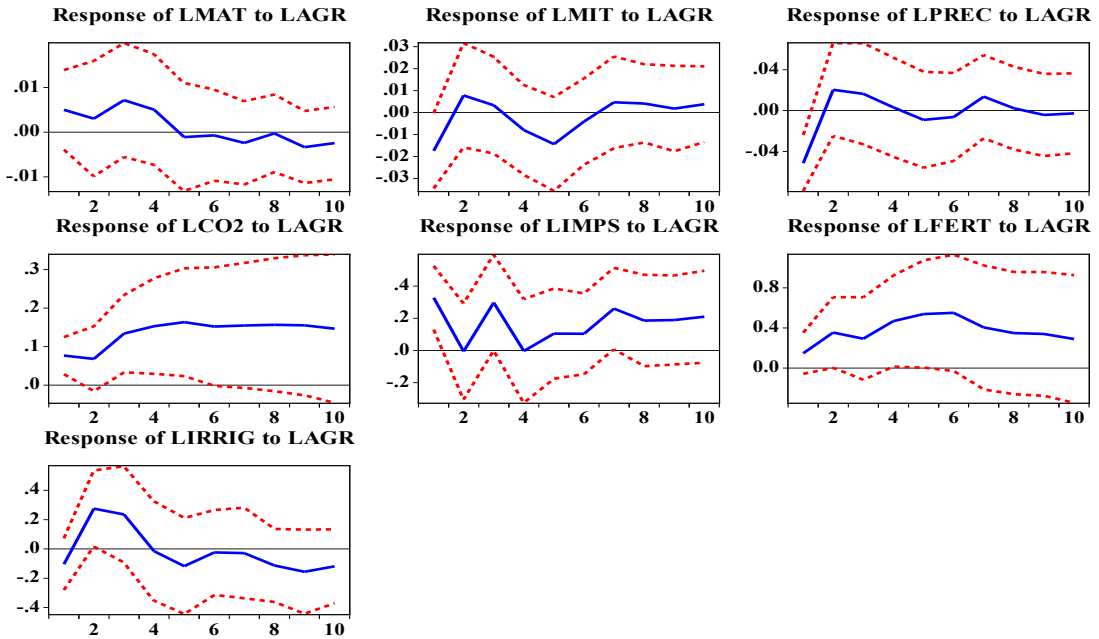 Response of LMAT to LAGR
.01
.00
-.01
2 4 6 8 10
Response of LMIT to LAGR
.03
.02
.01
.00
-.01
-.02
-.03
2 4 6 8 10
Response of LPREC to LAGR
.04
.00
-.04
2 4 6 8 10
Response of LCO2 to LAGR
.3
.2
.1
.0
2 4 6 8 10
Response of LIMPS to LAGR
.4
.2
.0
-.2
2 4 6 8 10
Response of LFERT to LAGR
0.8
0.4
0.0
2 4 6 8 10
Response of LIRRIG to LAGR
.4
.2
.0
-.2
-.4
2 4 6 8 10